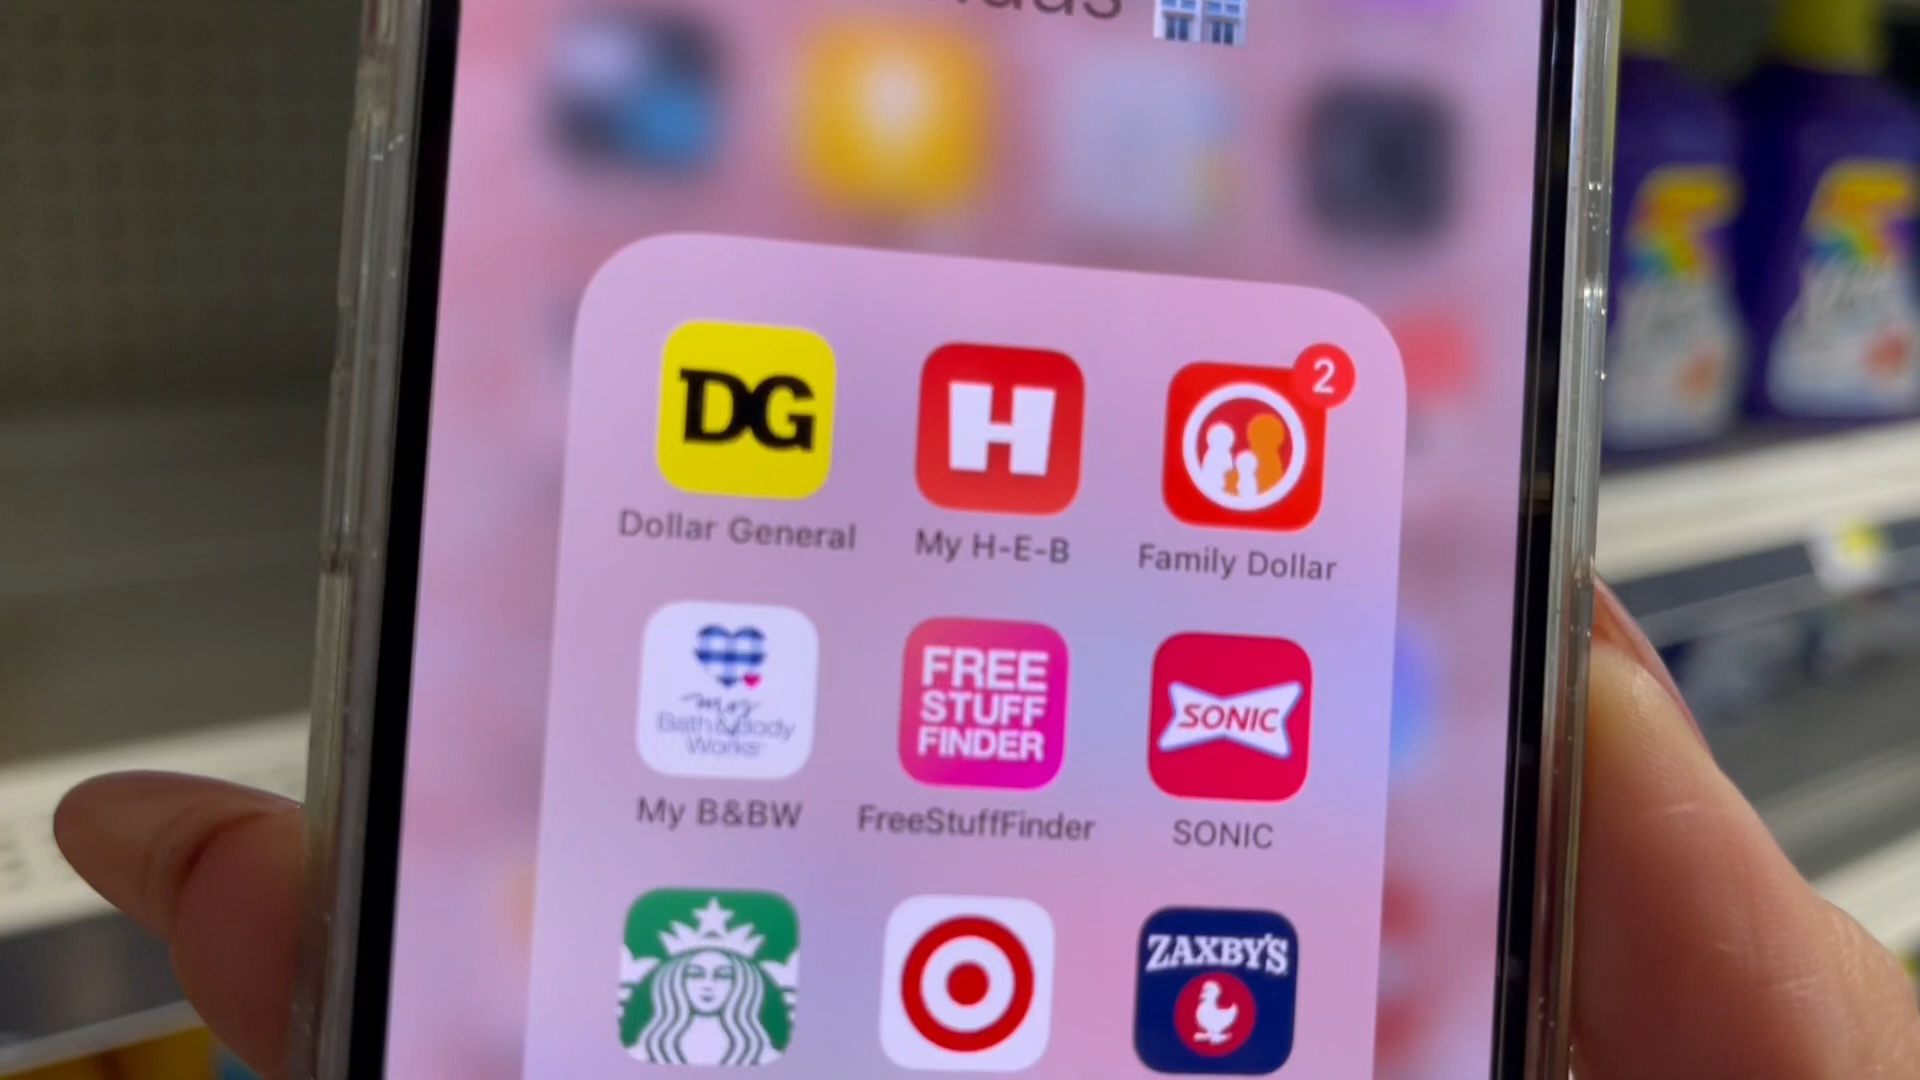 DG
H
2
Dollar General
My H-E-B
Family Dollar
my
Bath & Body
Works
FREE
STUFF
FINDER
SONIC
My B&BW
FreeStuffFinder
SONIC
ZAXBY'S